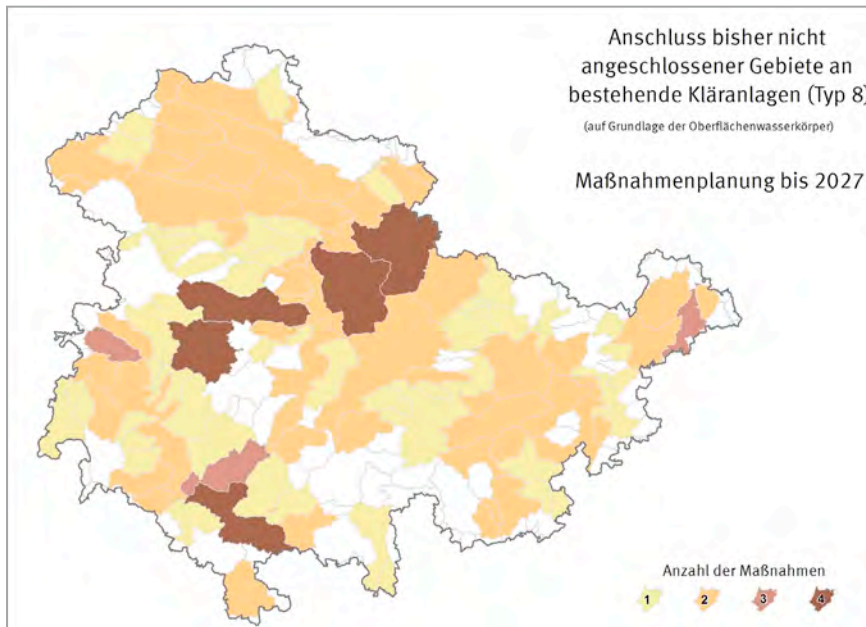 Anschluss bisher nicht
angeschlossener Gebiete an
bestehende Kläranlagen (Typ 8)
(auf Grundlage der Oberflächenwasserkörper)
Maßnahmenplanung bis 2027
Anzahl der Maßnahmen
1 2 3 4